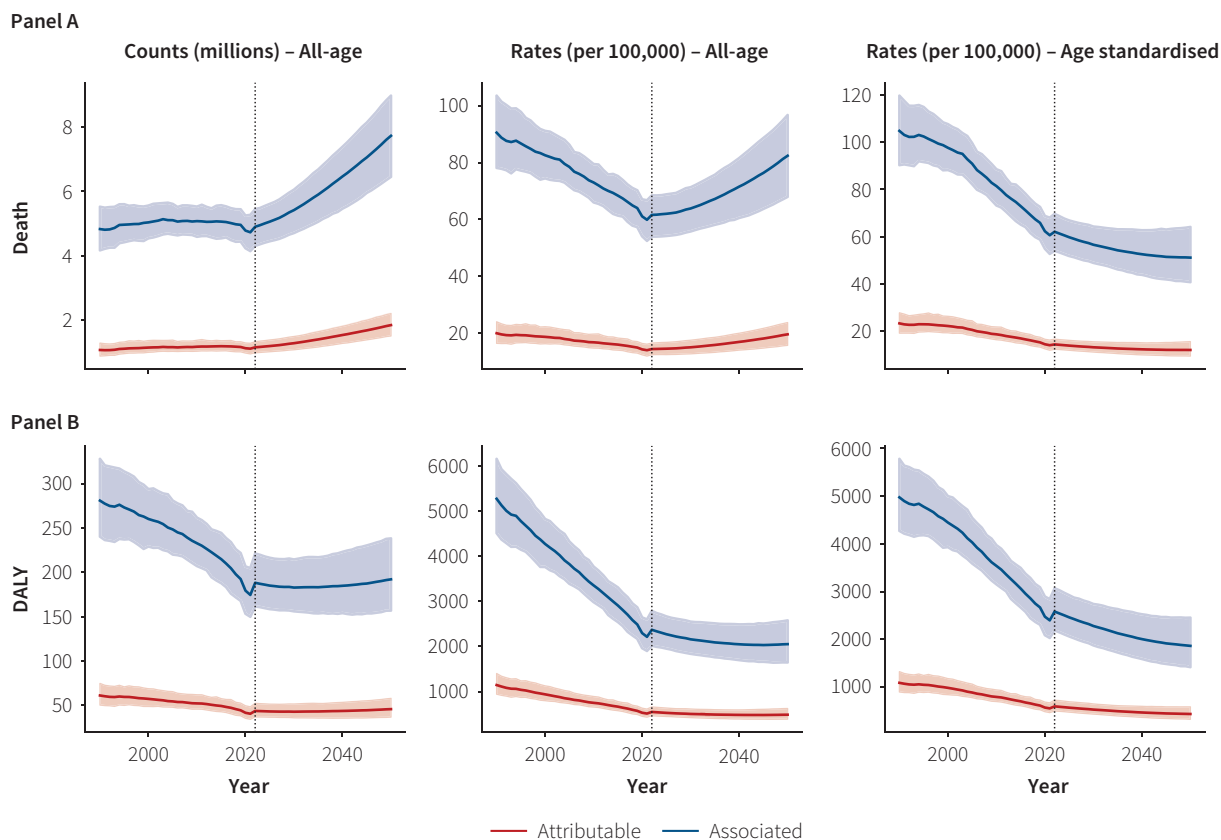 Panel A
Counts (millions) – All-age
Rates (per 100,000) – All-age
Rates (per 100,000) – Age standardised
Death
8
6
4
2
100
80
60
40
20
120
100
80
60
40
20
Panel B
DALY
300
250
200
150
100
50
6000
5000
4000
3000
2000
1000
6000
5000
4000
3000
2000
1000
2000 2020 2040
2000 2020 2040
2000 2020 2040
Year
Year
Year
Attributable
Associated